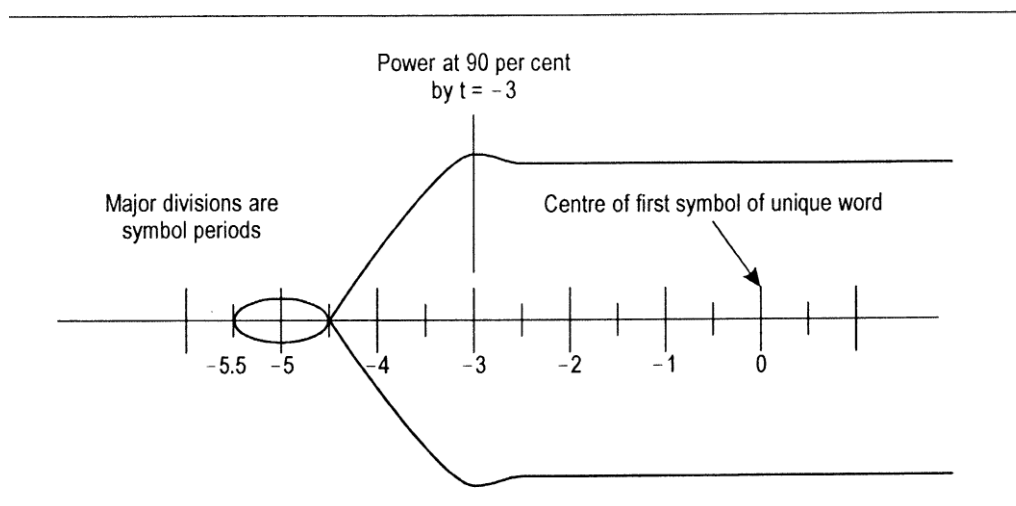 Power at 90 per cent
by t = −3
Major divisions are
symbol periods
Centre of first symbol of unique word
−5.5 −5 −4 −3 −2 −1 0